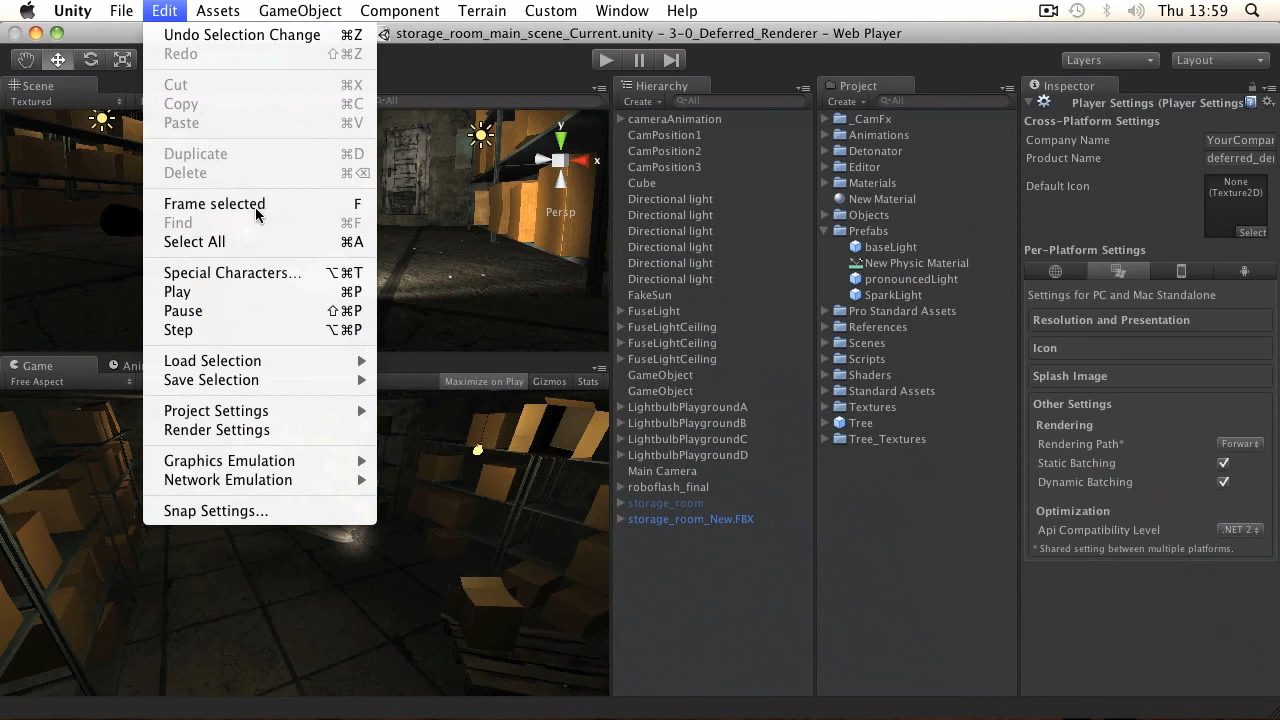 Unity File Edit Assets GameObject Component Terrain Custom Window Help Thu 13:59
storage_room_main_scene_Current.unity – 3-0_Deferred_Renderer – Web Player
Undo Selection Change ⌘Z
Redo ⇧⌘Z
Cut ⌘X
Copy ⌘C
Paste ⌘V
Duplicate ⌘D
Delete ⌘⌫
Frame selected F
Find ⌘F
Select All ⌘A
Special Characters... ⌥⌘T
Play ⌘P
Pause ⇧⌘P
Step ⌥⌘P
Load Selection
Save Selection
Project Settings
Render Settings
Graphics Emulation
Network Emulation
Snap Settings...
Layers Layout
Scene
Textured All
y
x
Persp
Game
Free Aspect Maximize on Play Gizmos Stats
Hierarchy
Create All
cameraAnimation
CamPosition1
CamPosition2
CamPosition3
Cube
Directional light
Directional light
Directional light
Directional light
Directional light
Directional light
FakeSun
FuseLight
FuseLightCeiling
FuseLightCeiling
FuseLightCeiling
GameObject
GameObject
LightbulbPlaygroundA
LightbulbPlaygroundB
LightbulbPlaygroundC
LightbulbPlaygroundD
Main Camera
roboflash_final
storage_room
storage_room_New.FBX
Project
Create All
_CamFx
Animations
Detonator
Editor
Materials
New Material
Objects
Prefabs
baseLight
New Physic Material
pronouncedLight
SparkLight
Pro Standard Assets
References
Scenes
Scripts
Shaders
Standard Assets
Textures
Tree
Tree_Textures
Inspector
Player Settings (Player Settings
Cross-Platform Settings
Company Name YourCompar
Product Name deferred_de
Default Icon None
(Texture2D)
Select
Per-Platform Settings
Settings for PC and Mac Standalone
Resolution and Presentation
Icon
Splash Image
Other Settings
Rendering
Rendering Path* Forwar
Static Batching
Dynamic Batching
Optimization
Api Compatibility Level .NET 2
* Shared setting between multiple platforms.